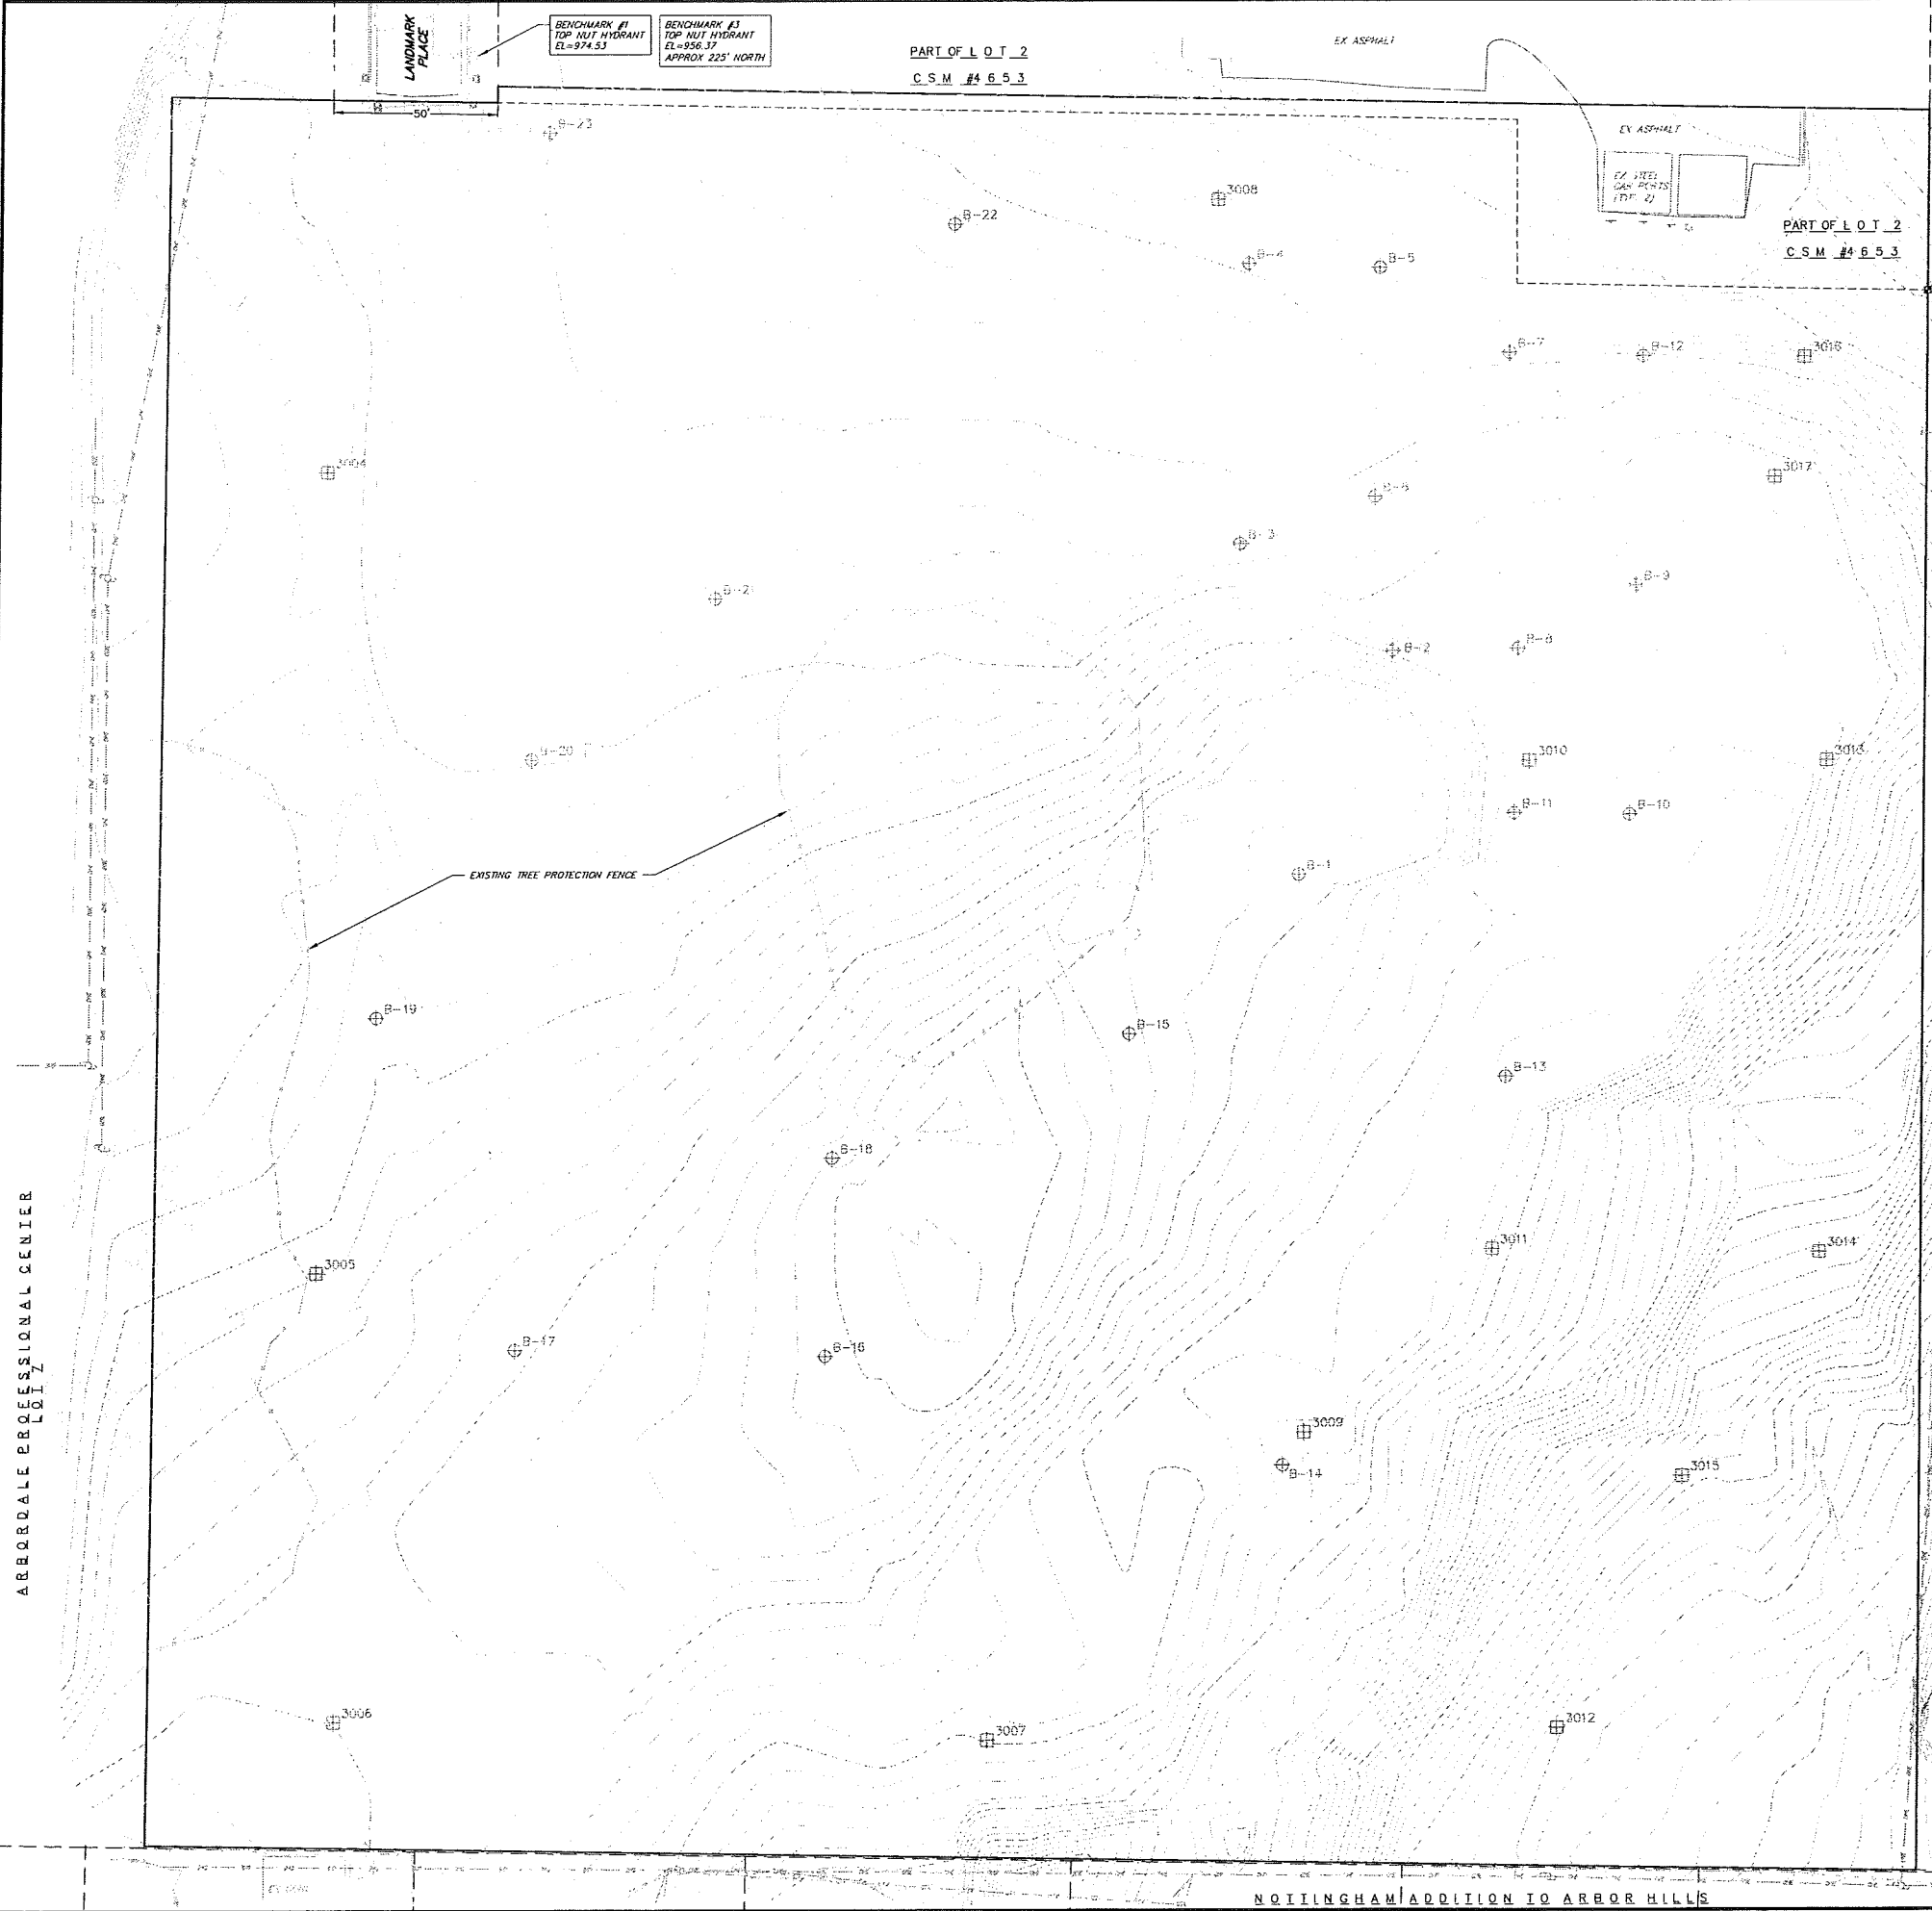 LANDMARK
PLACE
BENCHMARK #1
TOP NUT HYDRANT
EL=974.53
BENCHMARK #3
TOP NUT HYDRANT
EL=956.37
APPROX 225' NORTH
PART OF LOT 2
CSM #4653
EX ASPHALT
50'
B-23
EX ASPHALT
EX STEEL
CAR PORTS
(TYP. 2)
3008
B-22
PART OF LOT 2
CSM #4653
B-4
B-5
B-7
B-12
3016
3004
3017
B-3
B-9
B-2
B-8
B-20
3010
B-11
B-10
EXISTING TREE PROTECTION FENCE
B-1
B-19
B-15
B-13
B-18
ARBORDALE PROFESSIONAL CENTER
LOT 7
3005
3011
3014
B-17
B-16
3009
B-14
3015
3006
3007
3012
NOTTINGHAM ADDITION TO ARBOR HILLS